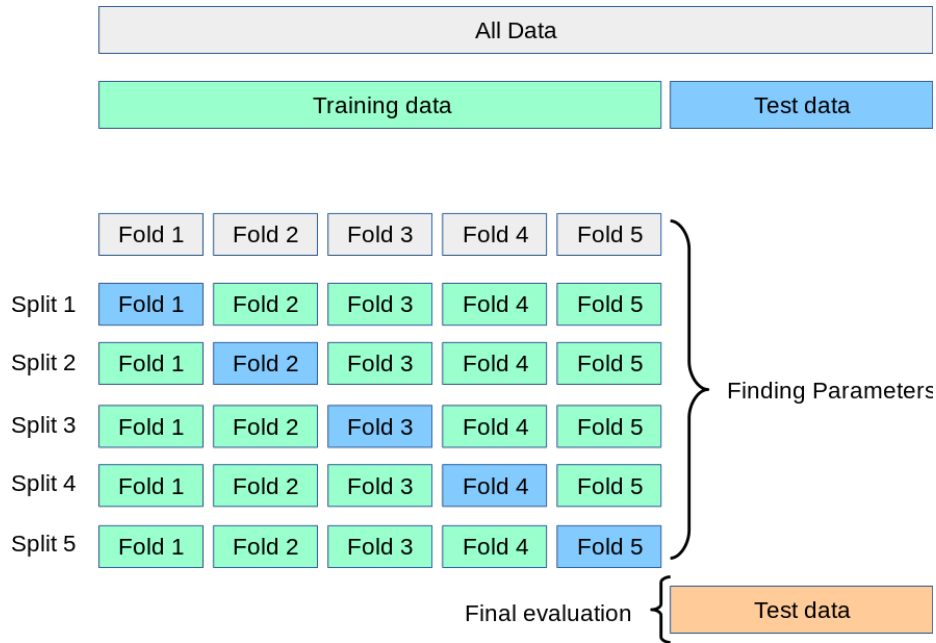 All Data
Training data Test data
Fold 1 Fold 2 Fold 3 Fold 4 Fold 5
Split 1 Fold 1 Fold 2 Fold 3 Fold 4 Fold 5
Split 2 Fold 1 Fold 2 Fold 3 Fold 4 Fold 5
Finding Parameters
Split 3 Fold 1 Fold 2 Fold 3 Fold 4 Fold 5
Split 4 Fold 1 Fold 2 Fold 3 Fold 4 Fold 5
Split 5 Fold 1 Fold 2 Fold 3 Fold 4 Fold 5
Final evaluation Test data